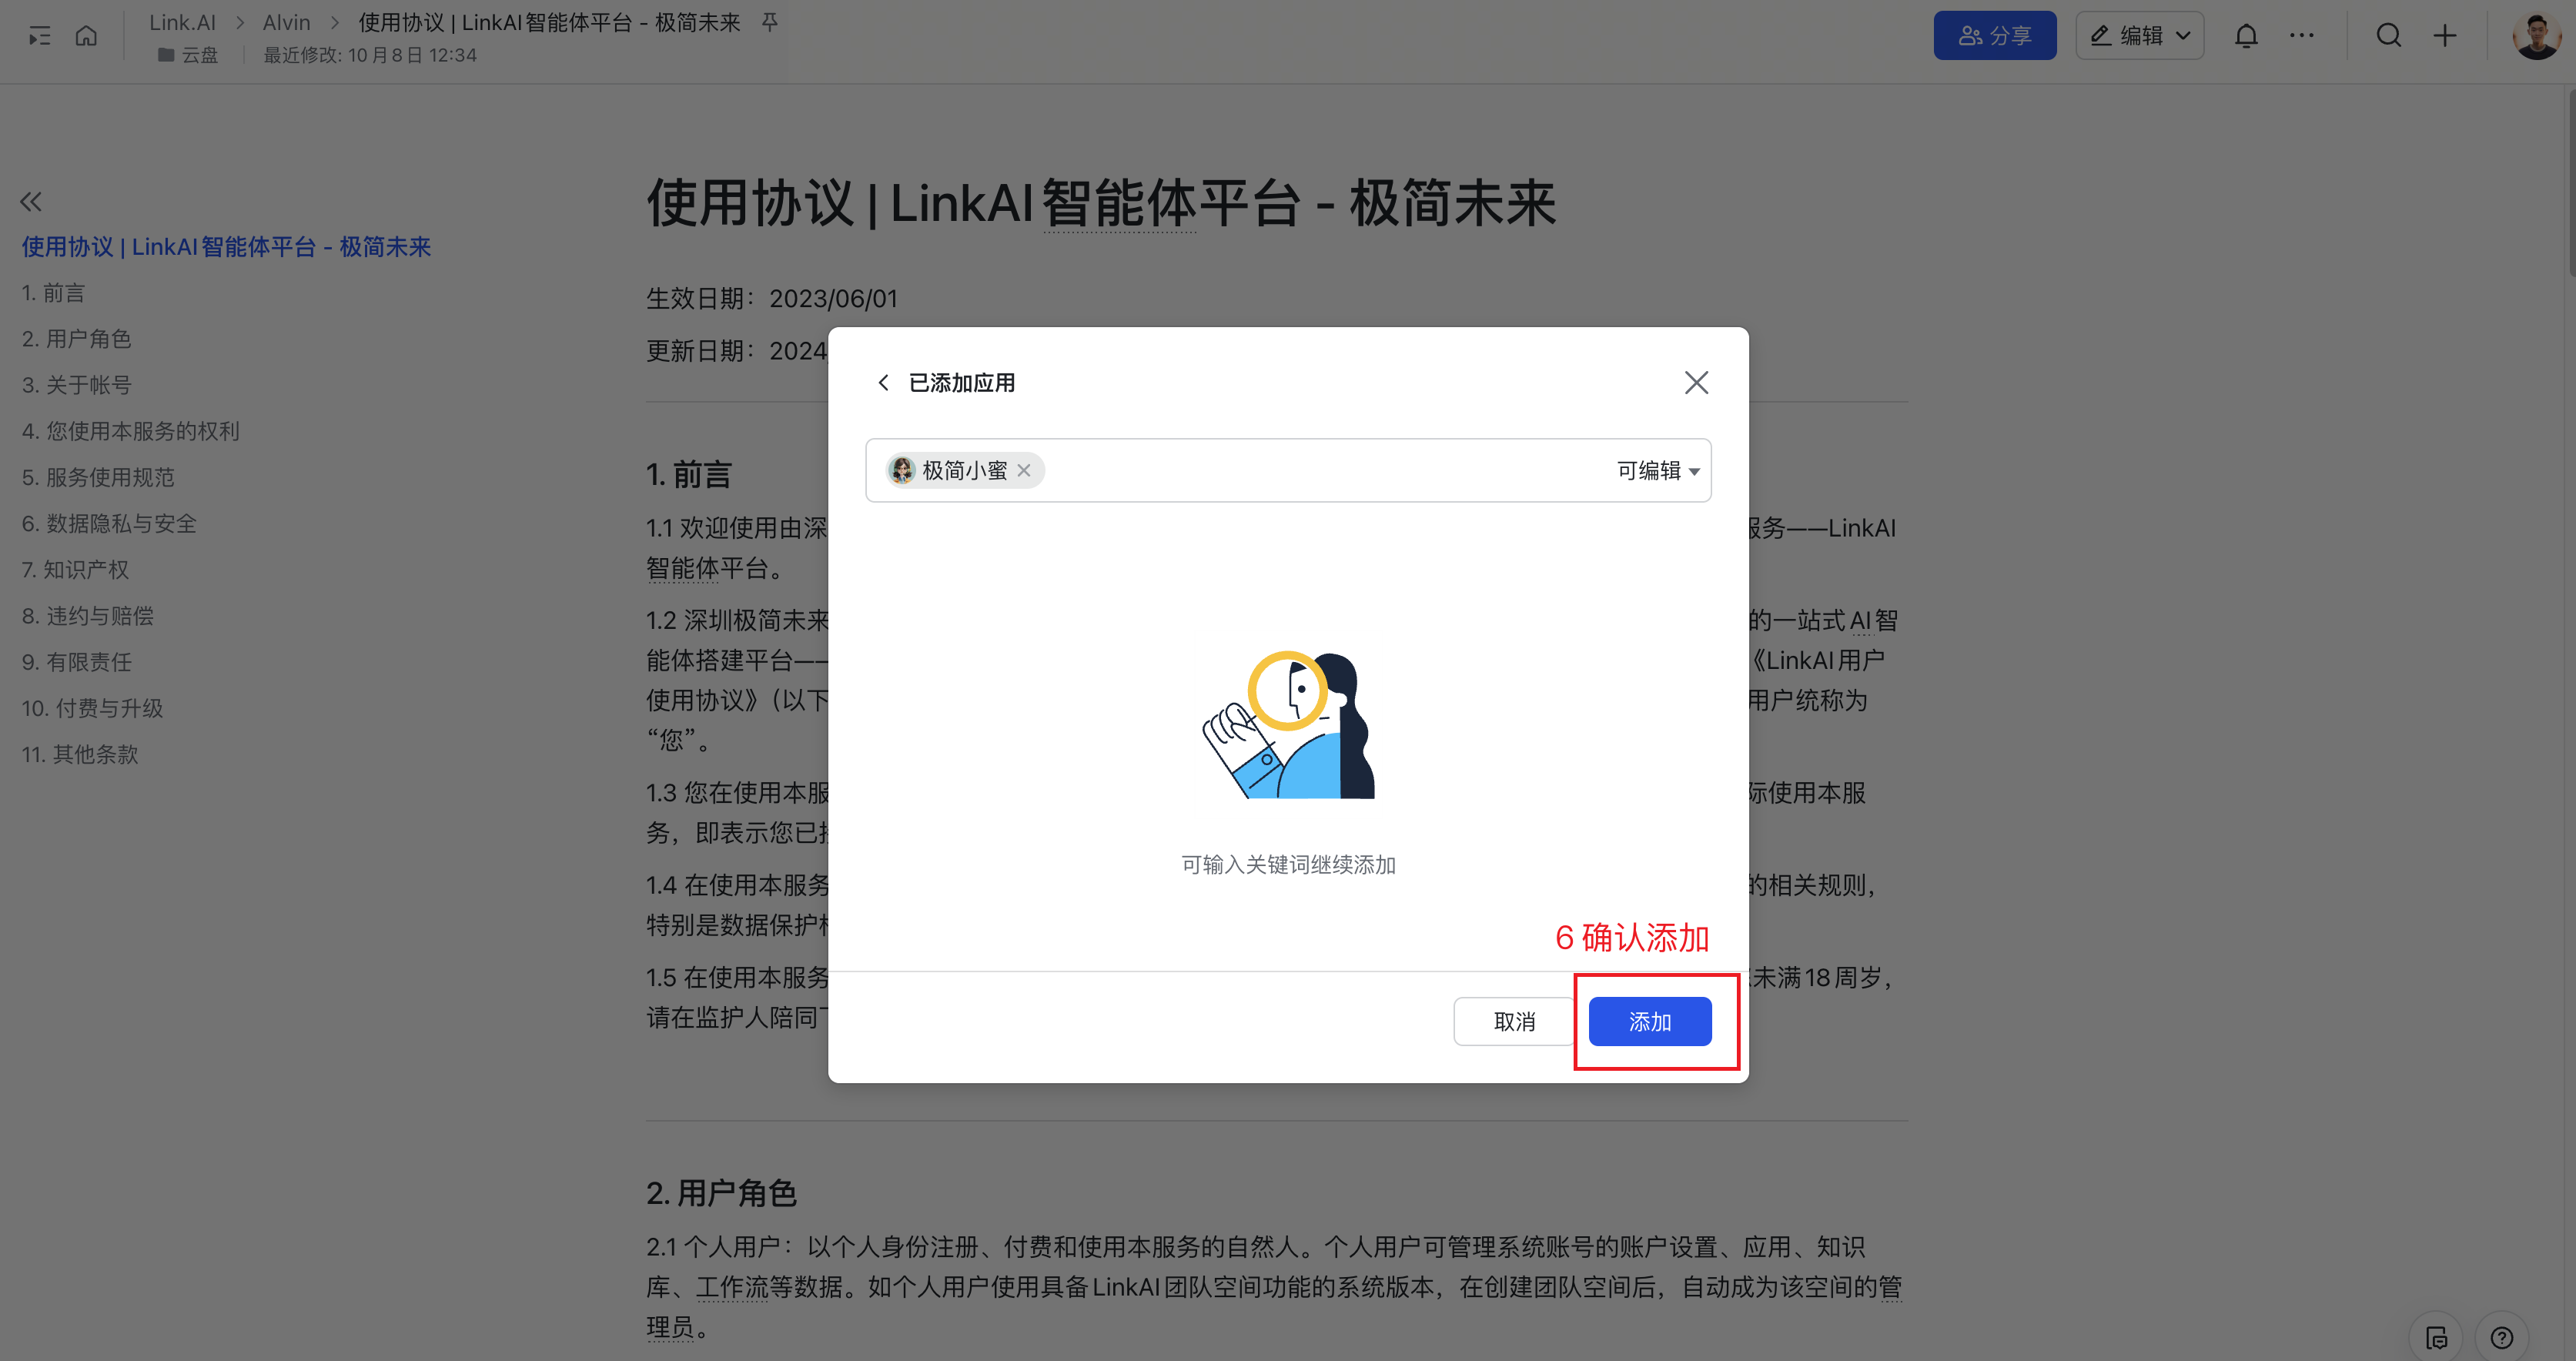 Link.AI > Alvin > 使用协议 | LinkAI 智能体平台 - 极简未来
云盘 | 最近修改: 10月8日 12:34
分享
编辑
使用协议 | LinkAI 智能体平台 - 极简未来
1. 前言
2. 用户角色
3. 关于帐号
4. 您使用本服务的权利
5. 服务使用规范
6. 数据隐私与安全
7. 知识产权
8. 违约与赔偿
9. 有限责任
10. 付费与升级
11. 其他条款
使用协议 | LinkAI 智能体平台 - 极简未来
生效日期：2023/06/01
更新日期：2024
1. 前言
1.1 欢迎使用由深
服务——LinkAI
智能体平台。
1.2 深圳极简未来
的一站式 AI 智
能体搭建平台—
《LinkAI 用户
使用协议》（以下
用户统称为
“您”。
1.3 您在使用本服
际使用本服
务，即表示您已
1.4 在使用本服务
的相关规则，
特别是数据保护
1.5 在使用本服务
未满 18 周岁，
请在监护人陪同
已添加应用
极简小蜜
可编辑
可输入关键词继续添加
6 确认添加
取消
添加
2. 用户角色
2.1 个人用户：以个人身份注册、付费和使用本服务的自然人。个人用户可管理系统账号的账户设置、应用、知识
库、工作流等数据。如个人用户使用具备 LinkAI 团队空间功能的系统版本，在创建团队空间后，自动成为该空间的管
理员。